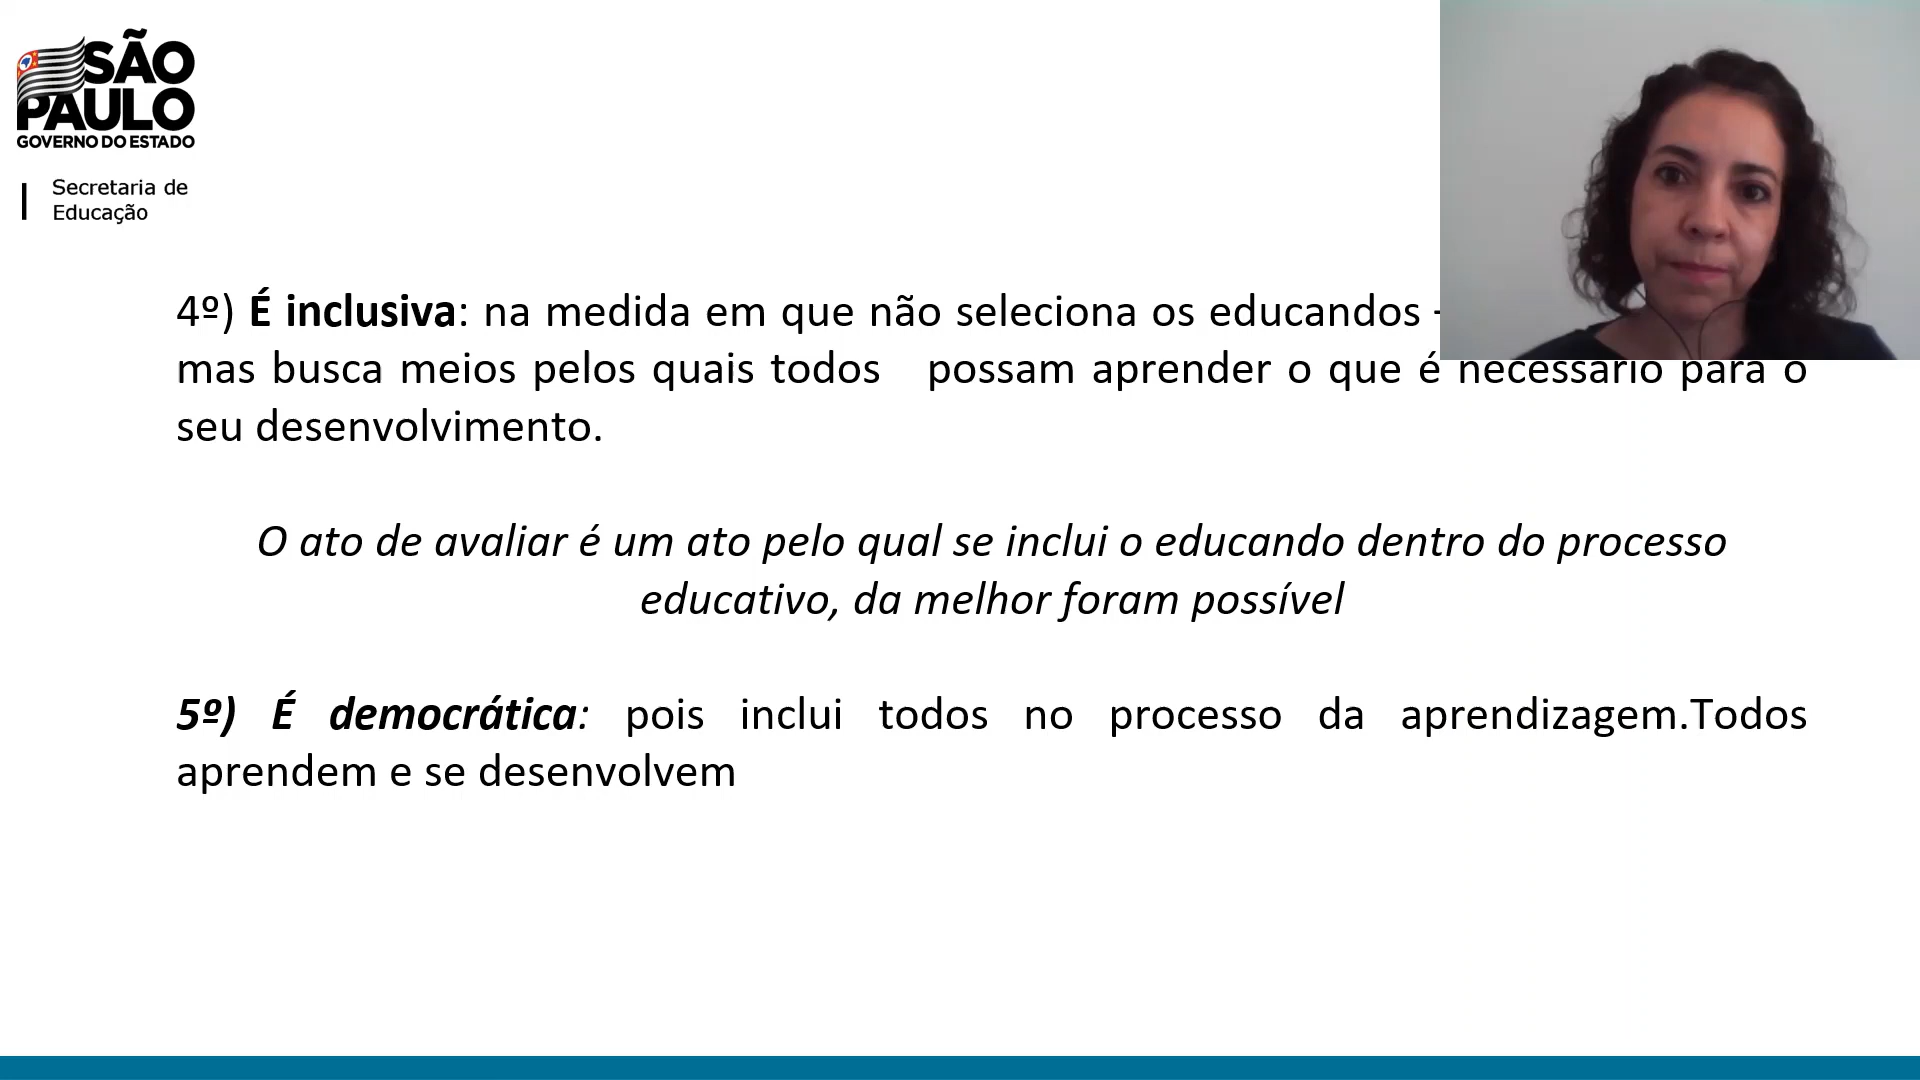 SÃO
PAULO
GOVERNO DO ESTADO
Secretaria de
Educação
4º) É inclusiva: na medida em que não seleciona os educandos -
mas busca meios pelos quais todos possam aprender o que é necessário para o
seu desenvolvimento.
O ato de avaliar é um ato pelo qual se inclui o educando dentro do processo
educativo, da melhor foram possível
5º) É democrática: pois inclui todos no processo da aprendizagem.Todos
aprendem e se desenvolvem